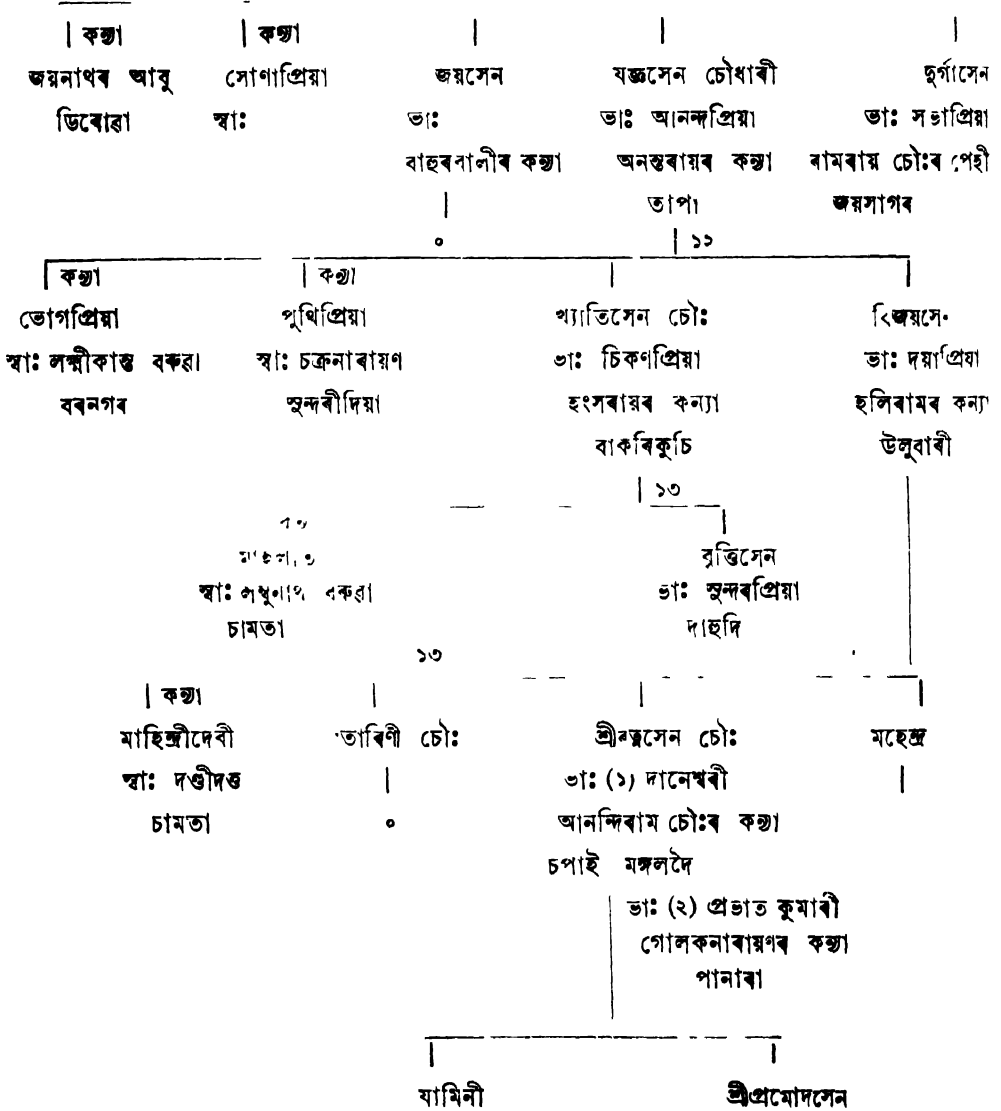 কন্যা কন্যা
জয়নাথৰ আবু সোণাপ্ৰিয়া জয়সেন যজ্ঞসেন চৌধাৰী দুৰ্গাসেন
ডিৰোৱা স্বা: ভা: ভা: আনন্দপ্ৰিয়া ভা: সভাপ্ৰিয়া
বাহুৰবালীৰ কন্যা অনন্তৰায়ৰ কন্যা ৰামৰায় চৌ:ৰ পেহী
তাপা জয়সাগৰ
০ ১২
কন্যা কন্যা
ভোগপ্ৰিয়া পুথিপ্ৰিয়া খ্যাতিসেন চৌ: বিজয়সে
স্বা: লক্ষ্মীকান্ত বৰুৱা স্বা: চক্ৰনাৰায়ণ ভা: চিকণপ্ৰিয়া ভা: দয়াপ্ৰিয়া
বৰনগৰ সুন্দৰীদিয়া হংসৰায়ৰ কন্যা হলিৰামৰ কন্যা
বাকৰিকুচি উলুবাৰী
১৩
বৃত্তিসেন
স্বা: বৰুৱা ভা: সুন্দৰপ্ৰিয়া
চামতা দাহুদি
১৩
কন্যা
মাহিন্দ্ৰীদেবী তাৰিণী চৌ: শ্ৰীৰত্নসেন চৌ: মহেন্দ্ৰ
স্বা: দণ্ডীদত্ত ভা: (১) দানেশ্বৰী
চামতা ০ আনন্দিৰাম চৌ:ৰ কন্যা
চপাই মঙ্গলদৈ
ভা: (২) প্ৰভাত কুমাৰী
গোলকনাৰায়ণৰ কন্যা
পানাৰা
যামিনী শ্ৰীপ্ৰমোদসেন